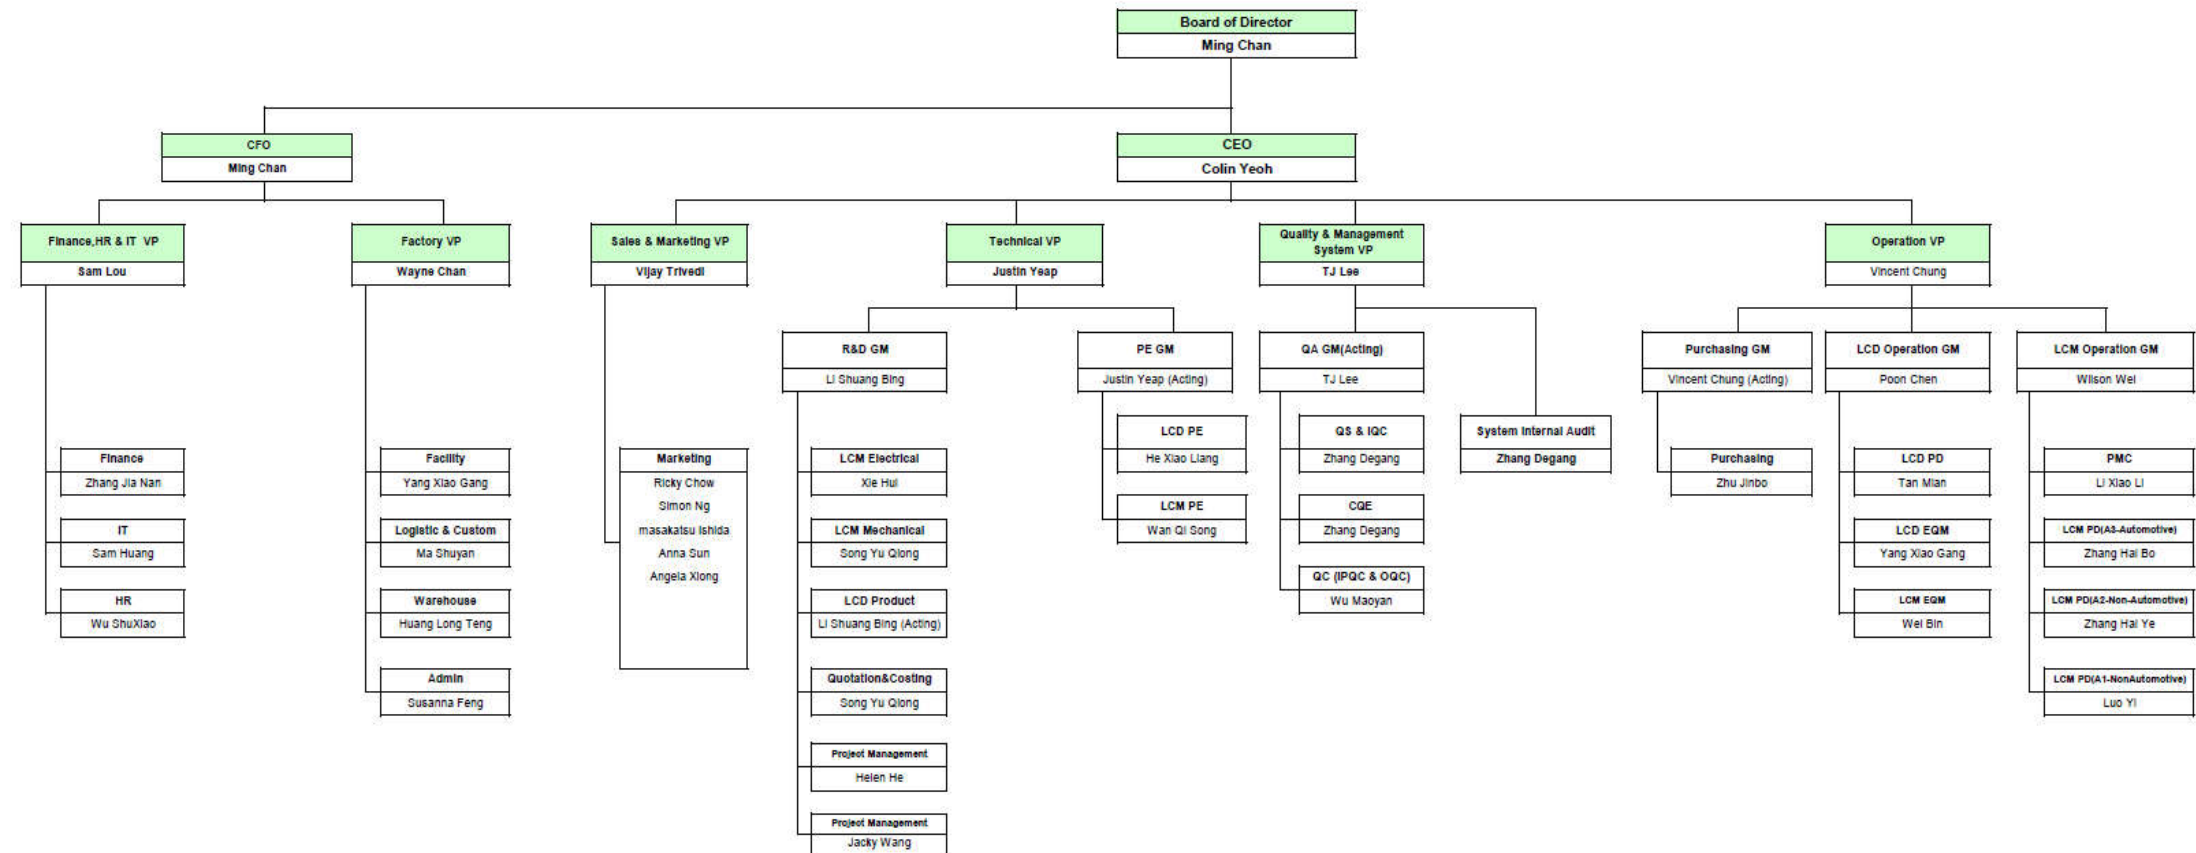 Board of Director
Ming Chan
CFO
Ming Chan
CEO
Colin Yeoh
Finance,HR & IT VP
Sam Lou
Factory VP
Wayne Chan
Sales & Marketing VP
Vijay Trivedi
Technical VP
Justin Yeap
Quality & Management
System VP
TJ Lee
Operation VP
Vincent Chung
R&D GM
Li Shuang Bing
PE GM
Justin Yeap (Acting)
QA GM(Acting)
TJ Lee
Purchasing GM
Vincent Chung (Acting)
LCD Operation GM
Poon Chen
LCM Operation GM
Wilson Wei
Finance
Zhang Jia Nan
IT
Sam Huang
HR
Wu ShuXiao
Facility
Yang Xiao Gang
Logistic & Custom
Ma Shuyan
Warehouse
Huang Long Teng
Admin
Susanna Feng
Marketing
Ricky Chow
Simon Ng
masakatsu Ishida
Anna Sun
Angela Xiong
LCM Electrical
Xie Hui
LCM Mechanical
Song Yu Qiong
LCD Product
Li Shuang Bing (Acting)
Quotation&Costing
Song Yu Qiong
Project Management
Helen He
Project Management
Jacky Wang
LCD PE
He Xiao Liang
LCM PE
Wan Qi Song
QS & IQC
Zhang Degang
CQE
Zhang Degang
QC (IPQC & OQC)
Wu Maoyan
System Internal Audit
Zhang Degang
Purchasing
Zhu Jinbo
LCD PD
Tan Mian
LCD EQM
Yang Xiao Gang
LCM EQM
Wei Bin
PMC
Li Xiao Li
LCM PD(A3-Automotive)
Zhang Hai Bo
LCM PD(A2-Non-Automotive)
Zhang Hai Ye
LCM PD(A1-NonAutomotive)
Luo Yi